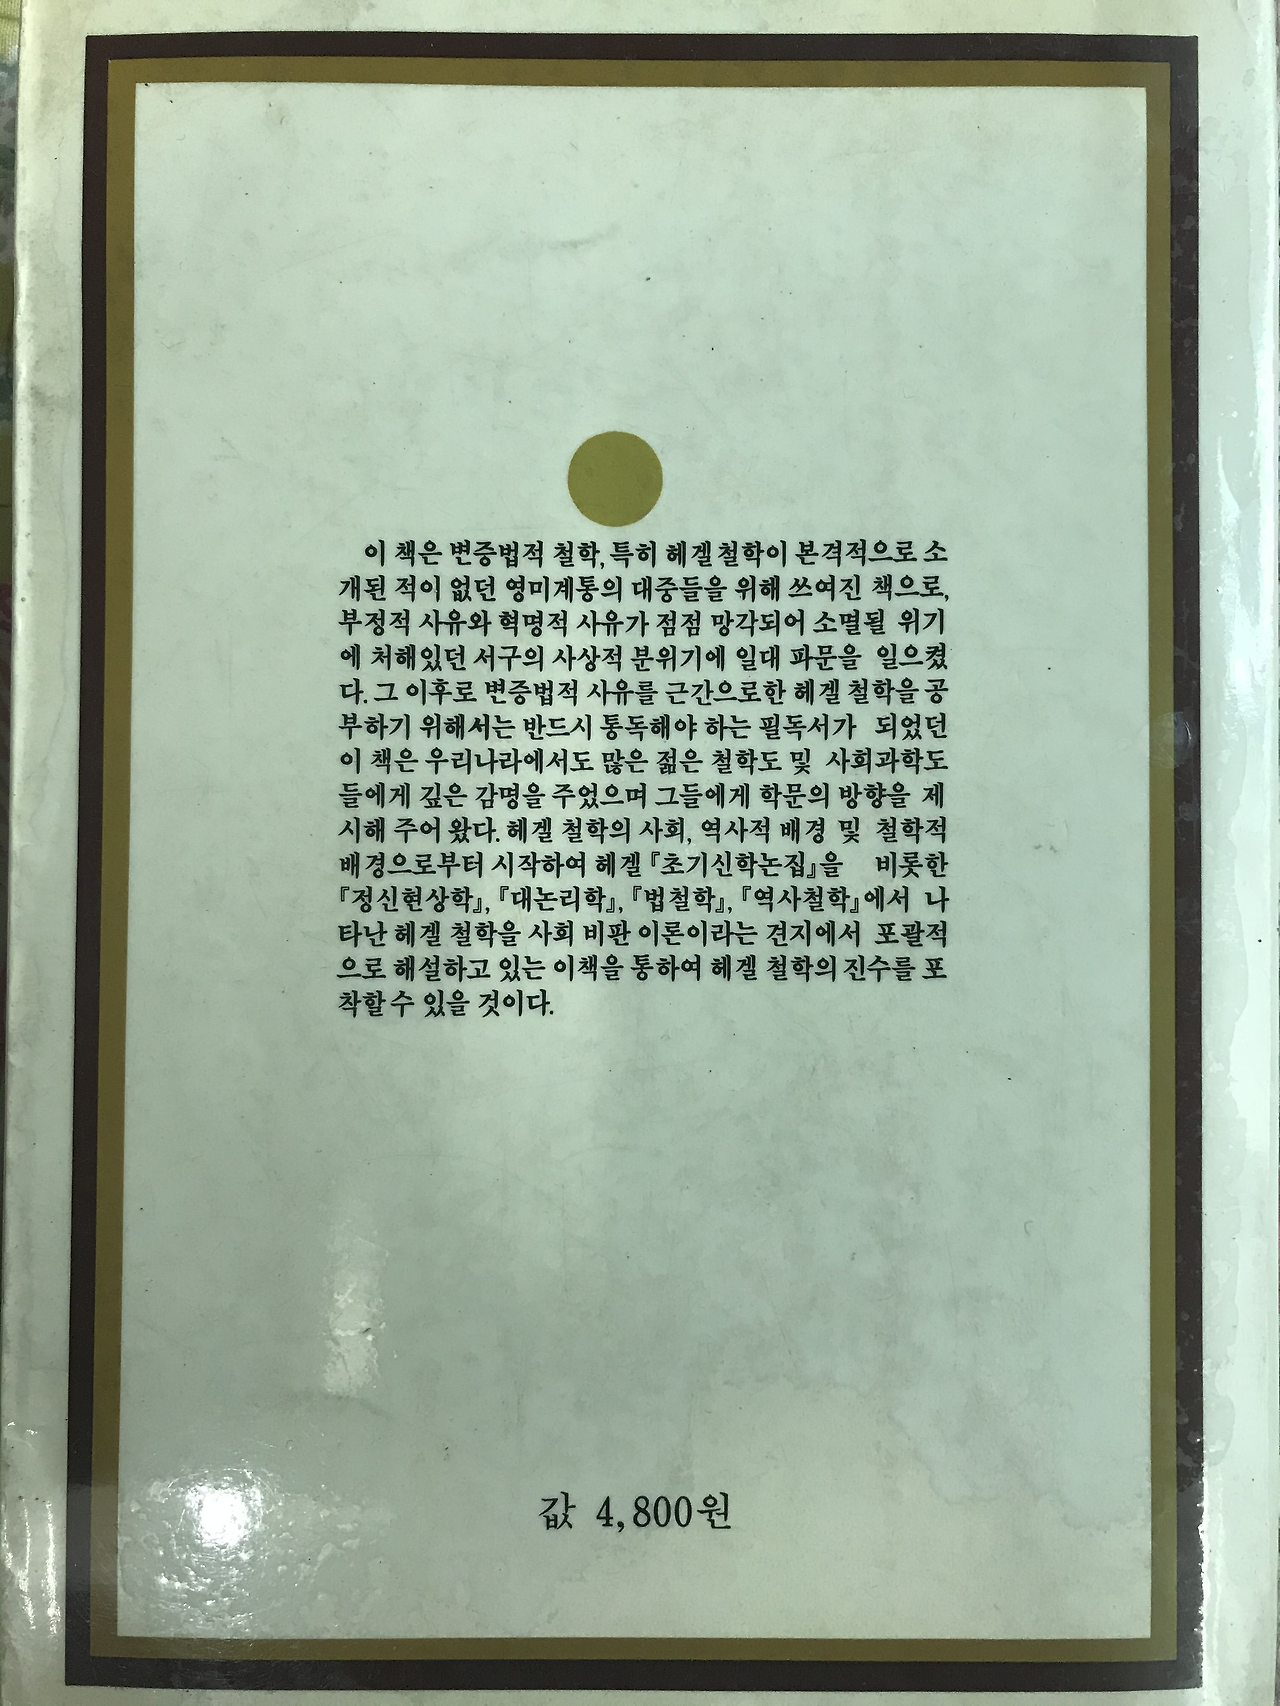 이 책은 변증법적 철학, 특히 헤겔철학이 본격적으로 소
개된 적이 없던 영미계통의 대중들을 위해 쓰여진 책으로,
부정적 사유와 혁명적 사유가 점점 망각되어 소멸될 위기
에 처해있던 서구의 사상적 분위기에 일대 파문을 일으켰
다. 그 이후로 변증법적 사유를 근간으로한 헤겔 철학을 공
부하기 위해서는 반드시 통독해야 하는 필독서가 되었던
이 책은 우리나라에서도 많은 젊은 철학도 및 사회과학도
들에게 깊은 감명을 주었으며 그들에게 학문의 방향을 제
시해 주어 왔다. 헤겔 철학의 사회, 역사적 배경 및 철학적
배경으로부터 시작하여 헤겔 『초기신학논집』을 비롯한
『정신현상학』, 『대논리학』, 『법철학』, 『역사철학』에서 나
타난 헤겔 철학을 사회 비판 이론이라는 견지에서 포괄적
으로 해설하고 있는 이책을 통하여 헤겔 철학의 진수를 포
착할 수 있을 것이다.
값 4,800원